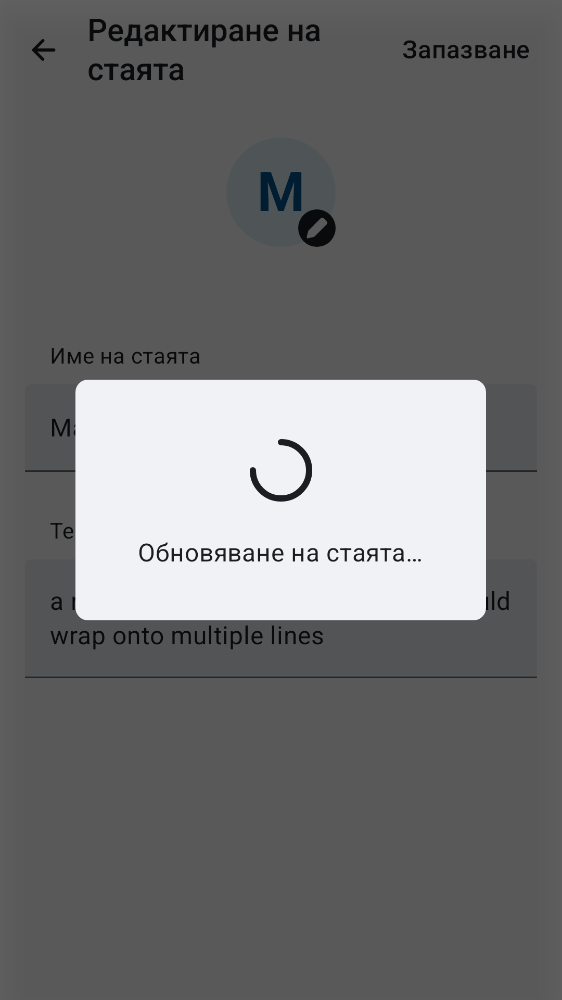 Редактиране на
стаята
Запазване
M
Име на стаята
Обновяване на стаята…
a
wrap onto multiple lines